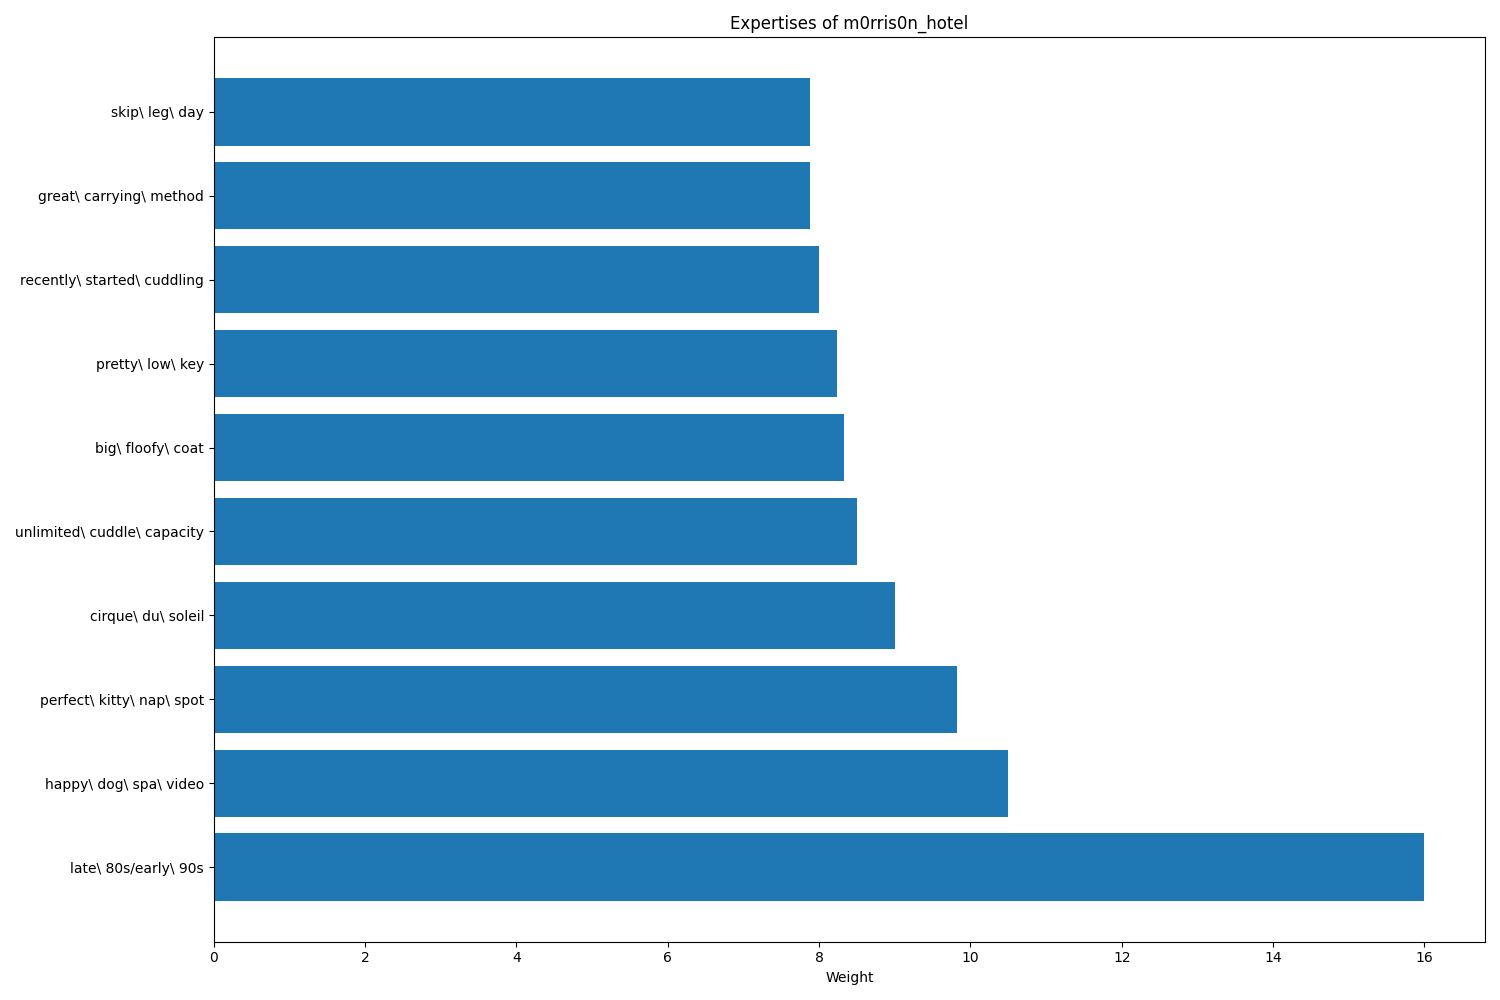 Expertises of m0rris0n_hotel
skip\ leg\ day
great\ carrying\ method
recently\ started\ cuddling
pretty\ low\ key
big\ floofy\ coat
unlimited\ cuddle\ capacity
cirque\ du\ soleil
perfect\ kitty\ nap\ spot
happy\ dog\ spa\ video
late\ 80s/early\ 90s
0 2 4 6 8 10 12 14 16
Weight